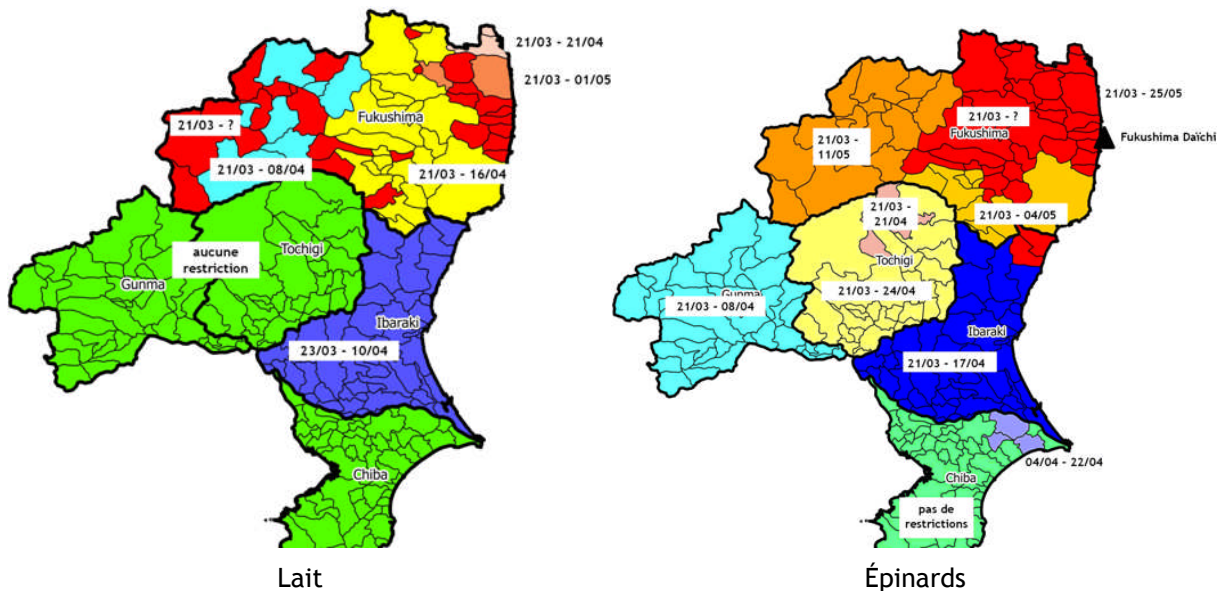 21/03 - 21/04
21/03 - 01/05
Fukushima
21/03 - ?
21/03 - 08/04
21/03 - 16/04
aucune
restriction
Tochigi
Gunma
Ibaraki
23/03 - 10/04
Chiba
Lait
21/03 - 25/05
21/03 - ?
Fukushima
Fukushima Daïchi
21/03 -
11/05
21/03 -
21/04
21/03 - 04/05
Tochigi
21/03 - 24/04
Gunma
21/03 - 08/04
Ibaraki
21/03 - 17/04
04/04 - 22/04
Chiba
pas de
restrictions
Épinards